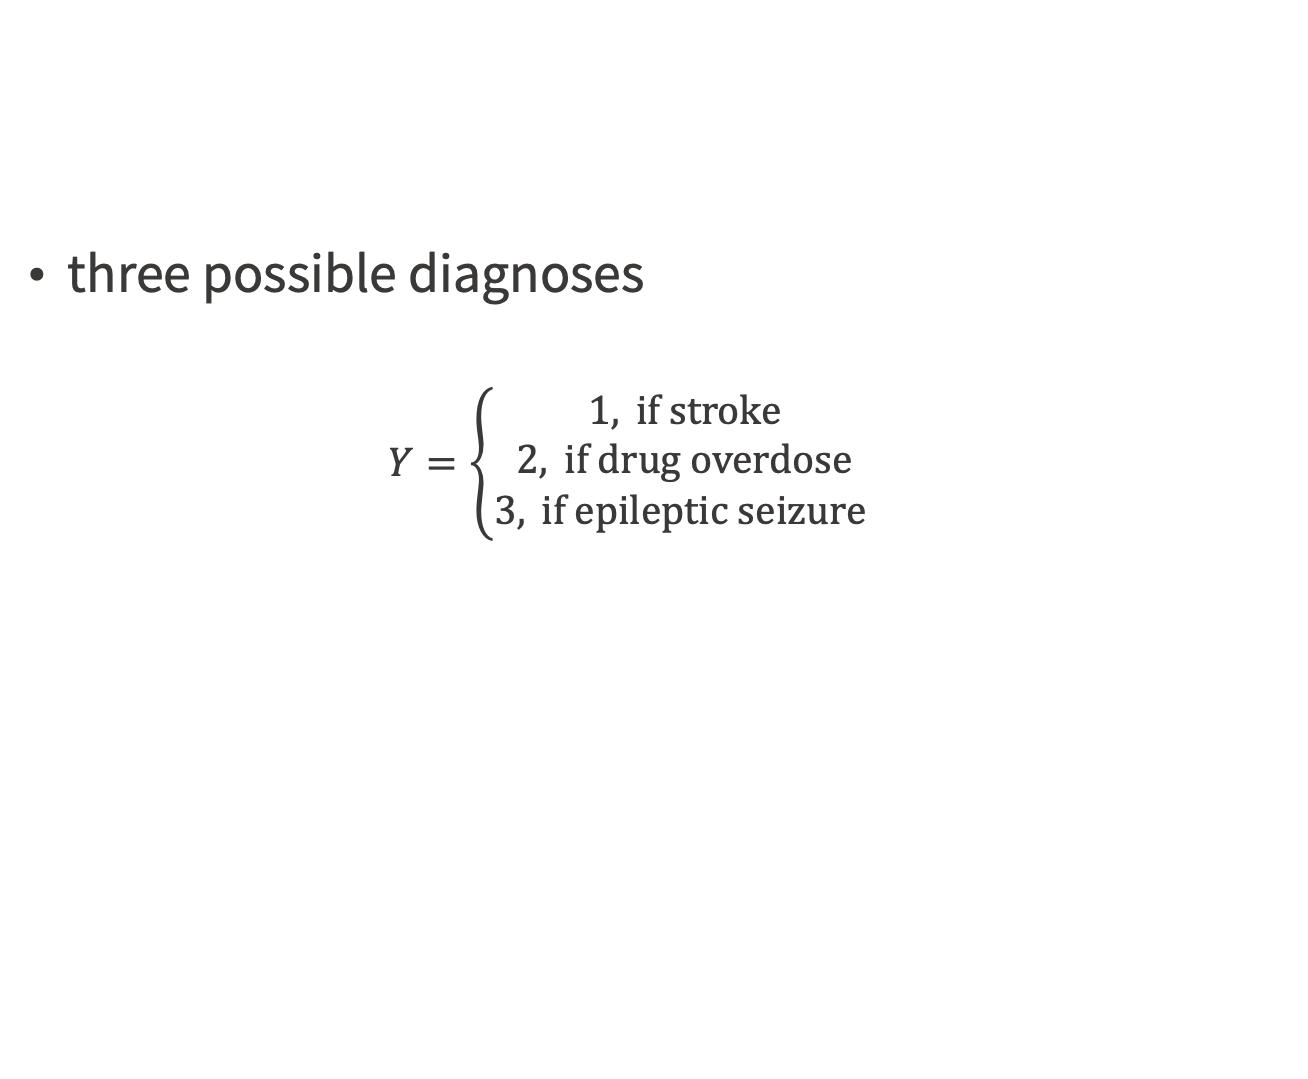 • three possible diagnoses
1, if stroke
Y = { 2, if drug overdose
3, if epileptic seizure